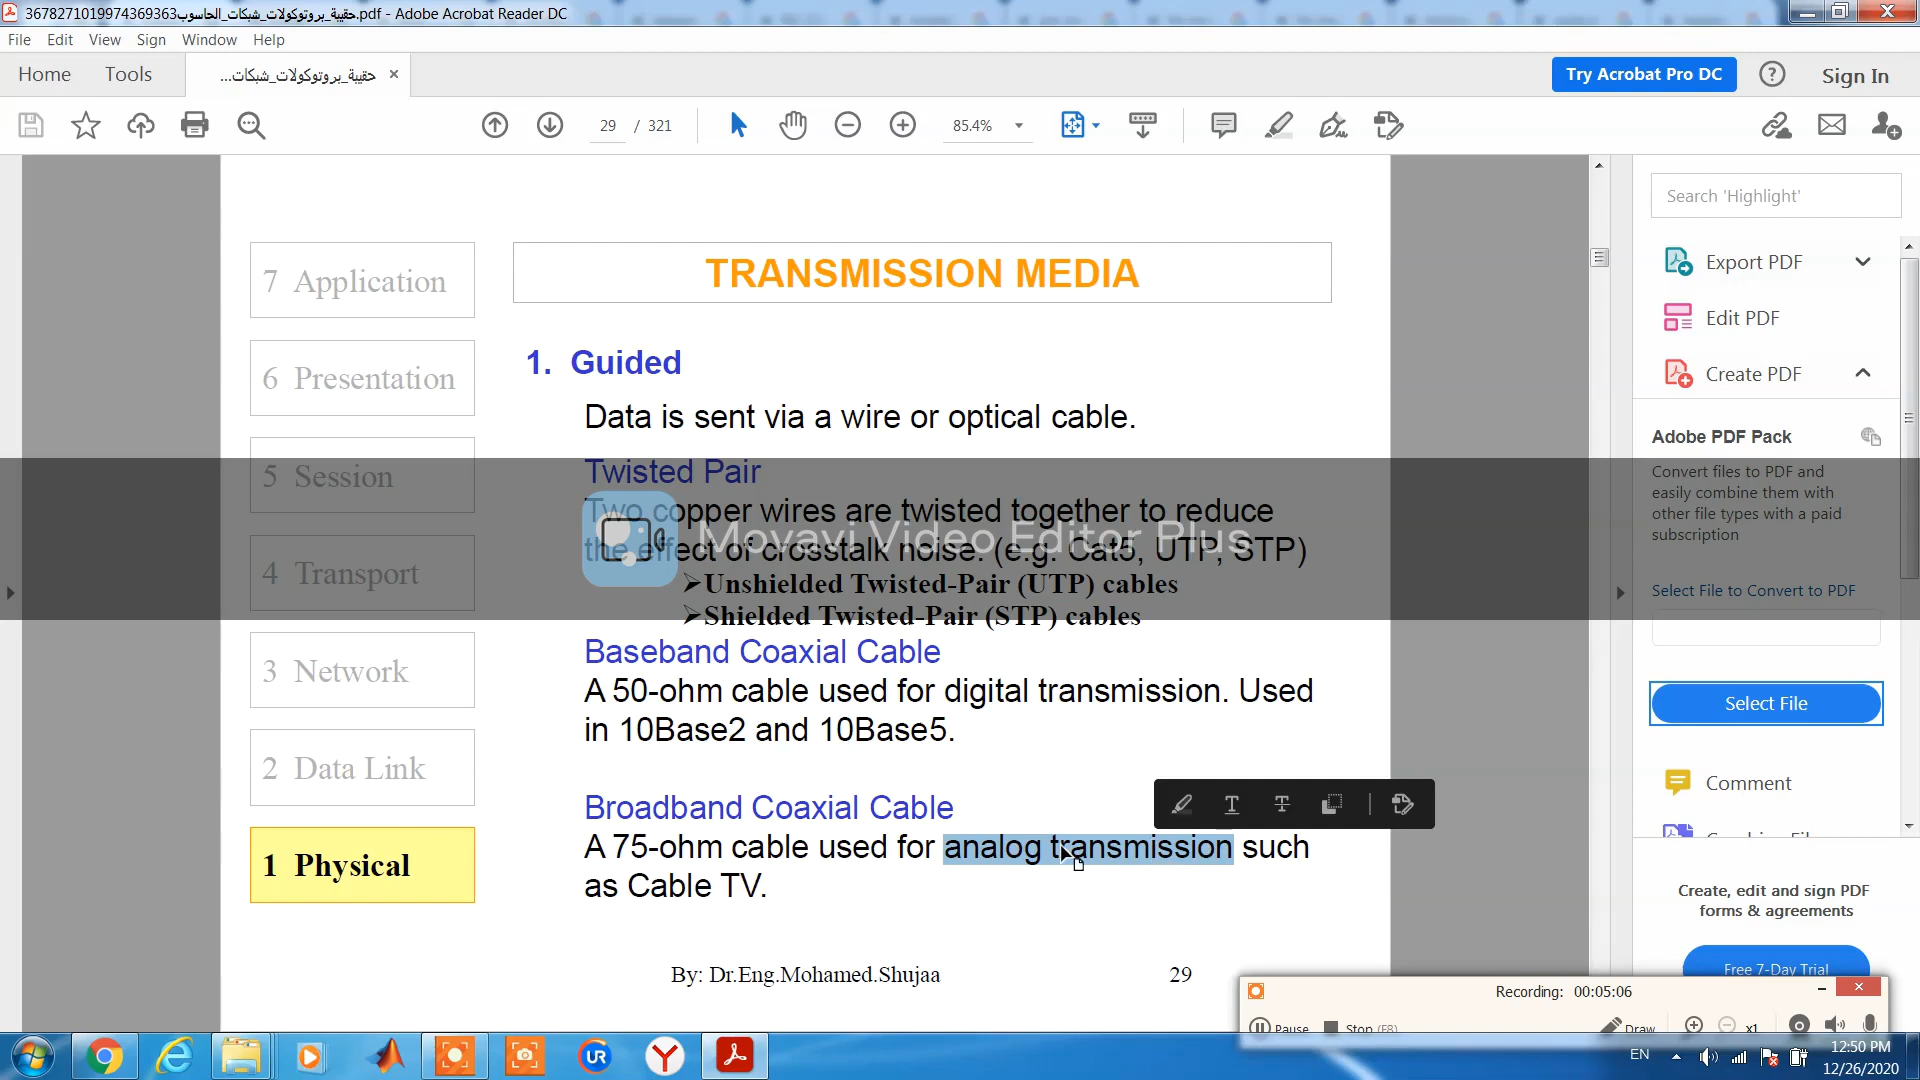 حقيبة_بروتوكولات_شبكات_الحاسوب3678271019974369363.pdf - Adobe Acrobat Reader DC
File Edit View Sign Window Help
Home Tools حقيبة_بروتوكولات_شبكات... × Try Acrobat Pro DC ? Sign In
29 / 321 85.4%
Search 'Highlight'
Export PDF
Edit PDF
Create PDF
Adobe PDF Pack
Convert files to PDF and
easily combine them with
other file types with a paid
subscription
Select File to Convert to PDF
Select File
Comment
Create, edit and sign PDF
forms & agreements
Free 7-Day Trial
7 Application
6 Presentation
5 Session
4 Transport
3 Network
2 Data Link
1 Physical
TRANSMISSION MEDIA
1. Guided
Data is sent via a wire or optical cable.
Twisted Pair
Two copper wires are twisted together to reduce
the effect of crosstalk noise. (e.g. Cat5, UTP, STP)
➢Unshielded Twisted-Pair (UTP) cables
➢Shielded Twisted-Pair (STP) cables
Movavi Video Editor Plus
Baseband Coaxial Cable
A 50-ohm cable used for digital transmission. Used
in 10Base2 and 10Base5.
Broadband Coaxial Cable
A 75-ohm cable used for analog transmission such
as Cable TV.
By: Dr.Eng.Mohamed.Shujaa 29
Recording: 00:05:06
Pause Stop (F8) Draw x1
UR
EN
12:50 PM
12/26/2020